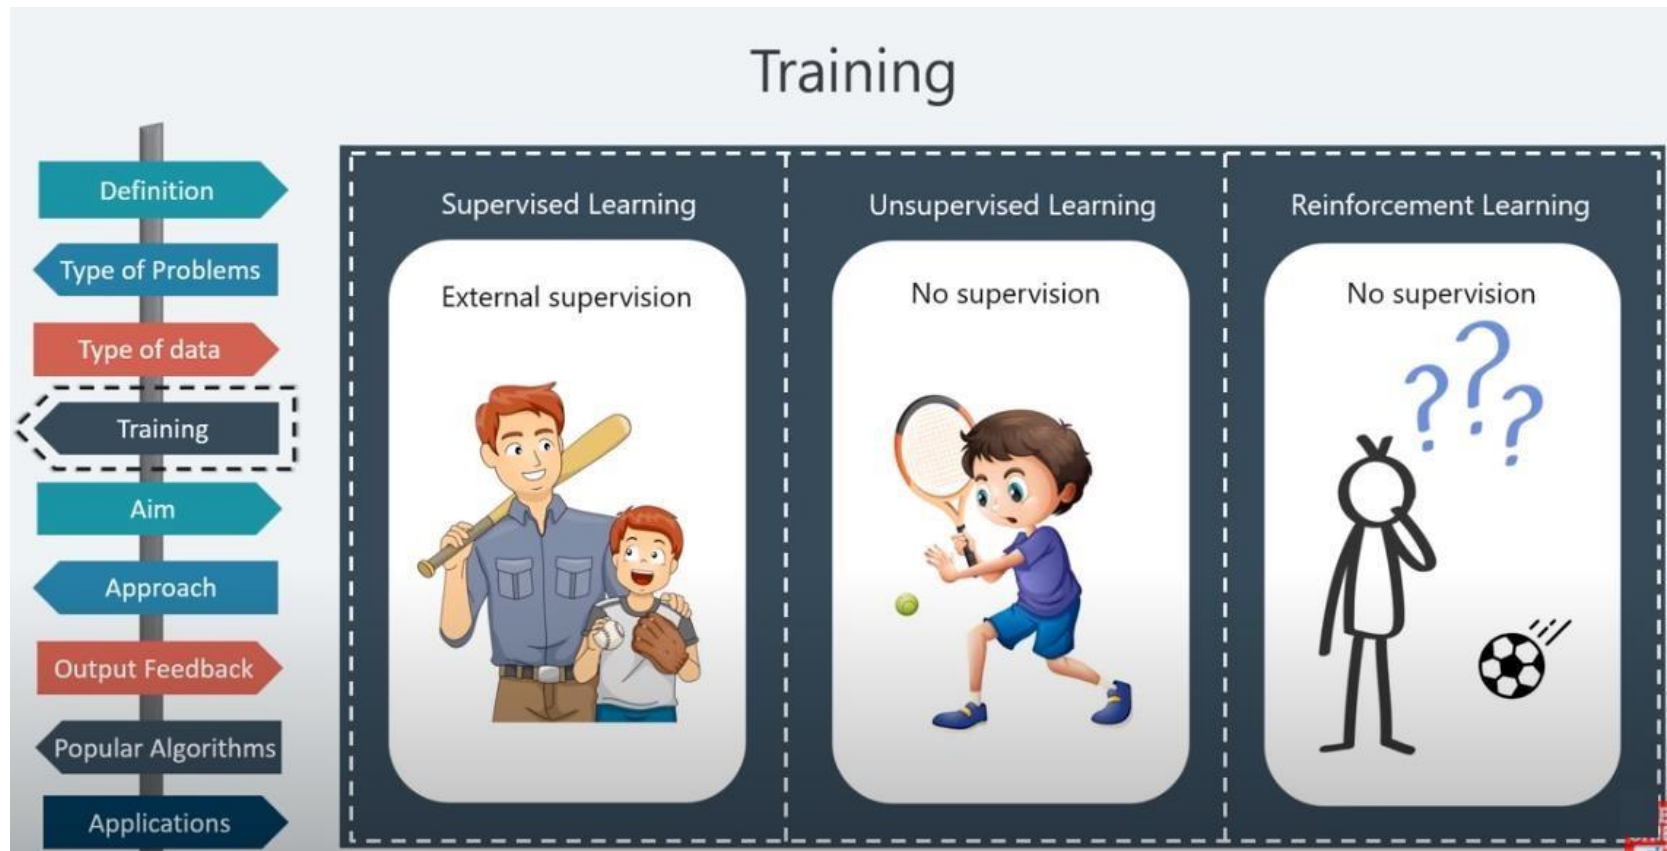 Training
Definition
Type of Problems
Type of data
Training
Aim
Approach
Output Feedback
Popular Algorithms
Applications
Supervised Learning
External supervision
Unsupervised Learning
No supervision
Reinforcement Learning
No supervision
???